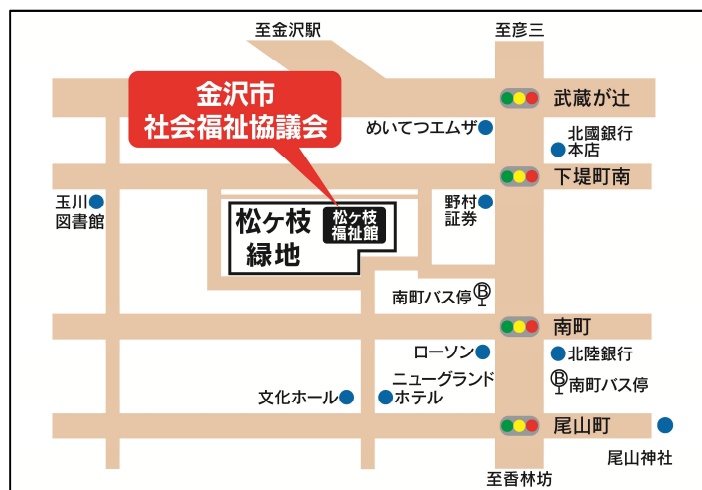 至金沢駅
至彦三
金沢市
社会福祉協議会
武蔵が辻
めいてつエムザ
北國銀行
本店
下堤町南
玉川
図書館
松ヶ枝
緑地
松ヶ枝
福祉館
野村
証券
南町バス停
B
南町
ローソン
北陸銀行
ニューグランド
ホテル
B
南町バス停
文化ホール
尾山町
尾山神社
至香林坊